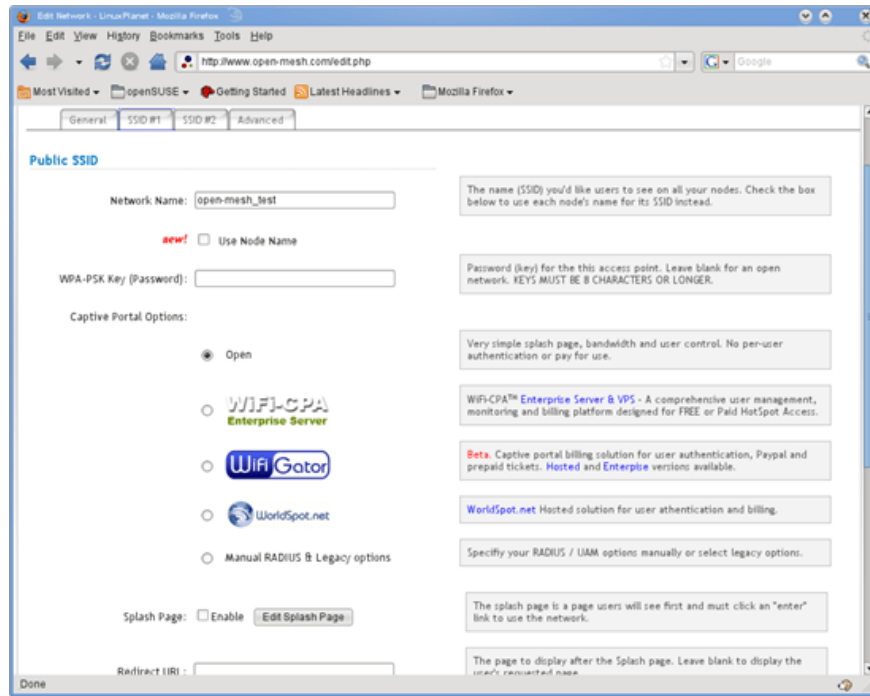 Edit Network - LinuxPlanet - Mozilla Firefox
File Edit View History Bookmarks Tools Help
http://www.open-mesh.com/edit.php
Google
Most Visited openSUSE Getting Started Latest Headlines Mozilla Firefox
General SSID #1 SSID #2 Advanced
Public SSID
Network Name: open-mesh_test
The name (SSID) you'd like users to see on all your nodes. Check the box
below to use each node's name for its SSID instead.
new! Use Node Name
WPA-PSK Key (Password):
Password (key) for the this access point. Leave blank for an open
network. KEYS MUST BE 8 CHARACTERS OR LONGER.
Captive Portal Options:
Open
Very simple splash page, bandwidth and user control. No per-user
authentication or pay for use.
WiFi-CPA
Enterprise Server
WiFi-CPA™ Enterprise Server & VPS - A comprehensive user management,
monitoring and billing platform designed for FREE or Paid HotSpot Access.
WiFi Gator
Beta. Captive portal billing solution for user authentication, Paypal and
prepaid tickets. Hosted and Enterpise versions available.
WorldSpot.net
WorldSpot.net Hosted solution for user athentication and billing.
Manual RADIUS & Legacy options
Specifiy your RADIUS / UAM options manually or select legacy options.
Splash Page: Enable Edit Splash Page
The splash page is a page users will see first and must click an "enter"
link to use the network.
Redirect URL:
The page to display after the Splash page. Leave blank to display the
user's requested page
Done